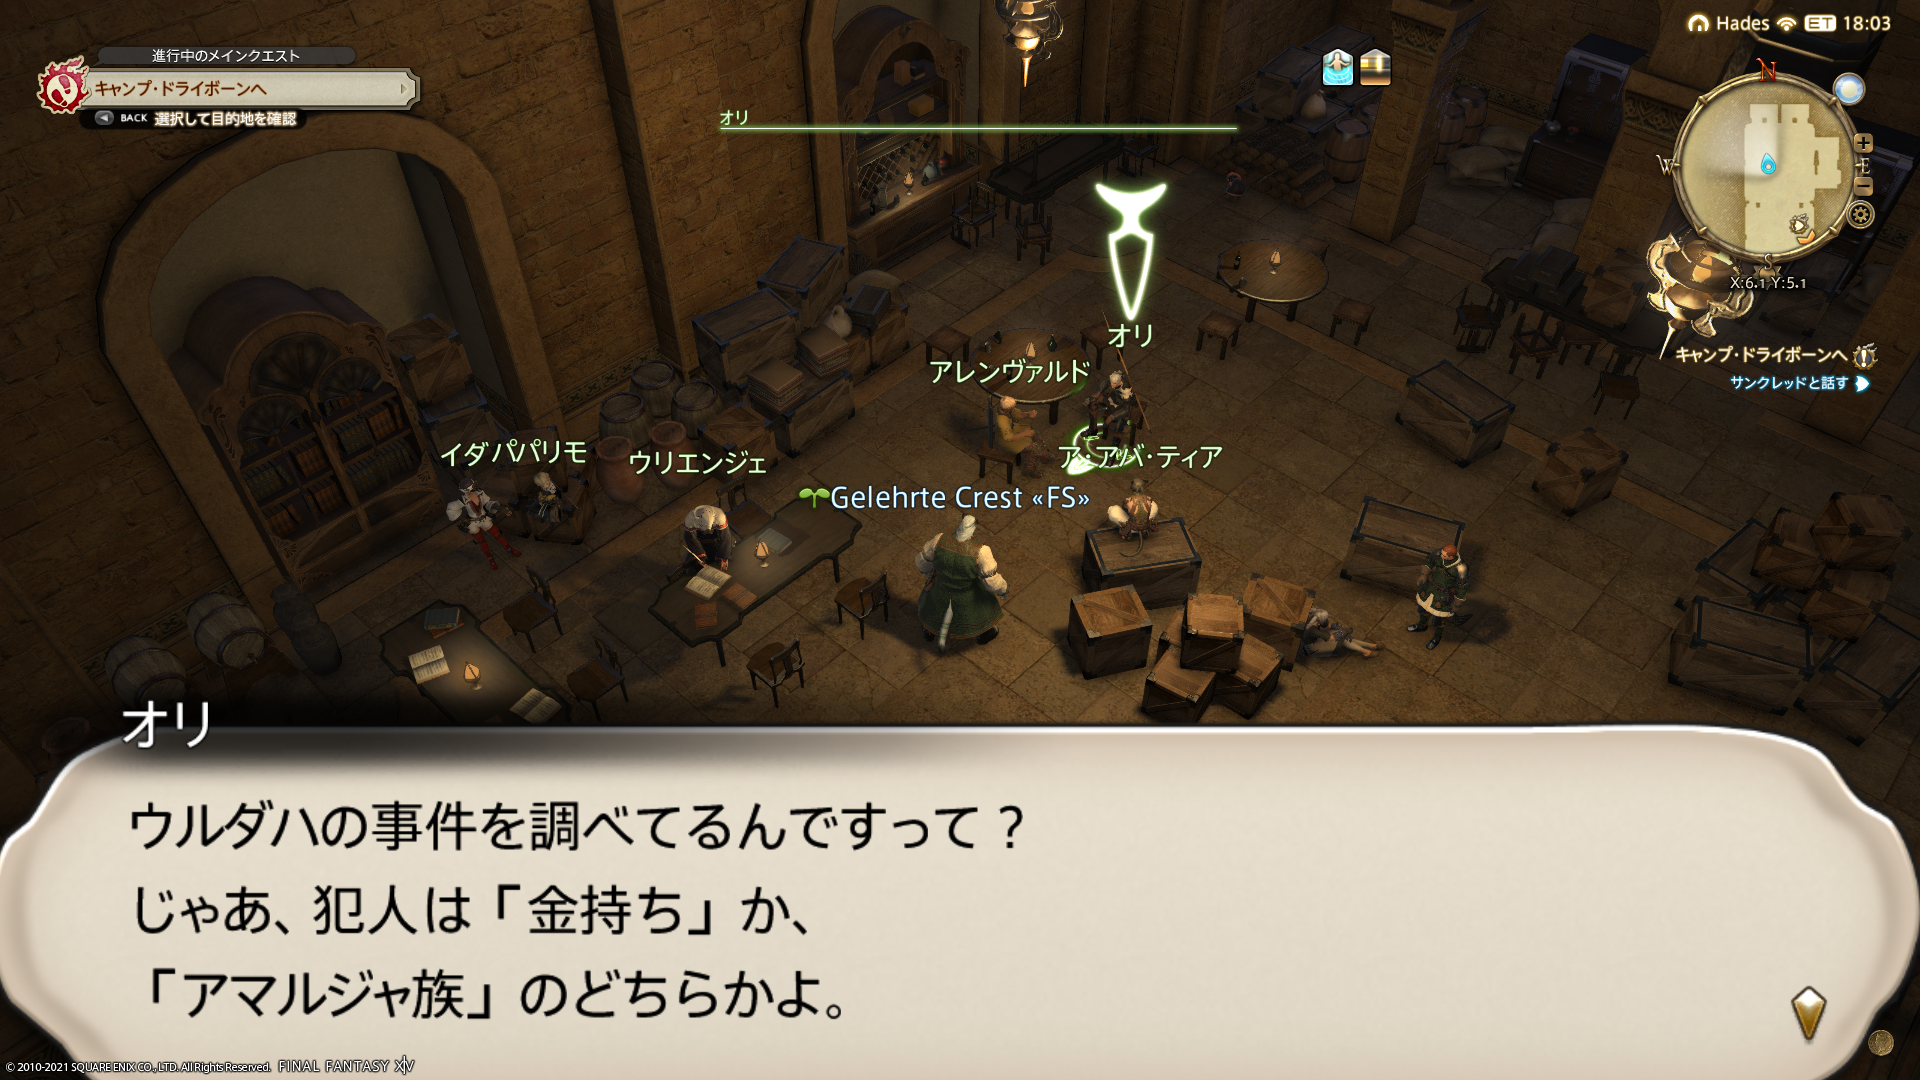 進行中のメインクエスト
キャンプ・ドライボーンへ
BACK 選択して目的地を確認
オリ
Hades ET 18:03
N
W
E
S
X:6.1 Y:5.1
キャンプ・ドライボーンへ
サンクレッドと話す
オリ
アレンヴァルド
イダ パパリモ
ウリエンジェ
ア・アバ・ティア
Gelehrte Crest «FS»
オリ
ウルダハの事件を調べてるんですって？
じゃあ、犯人は「金持ち」か、
「アマルジャ族」のどちらかよ。
© 2010-2021 SQUARE ENIX CO., LTD. All Rights Reserved. FINAL FANTASY XIV